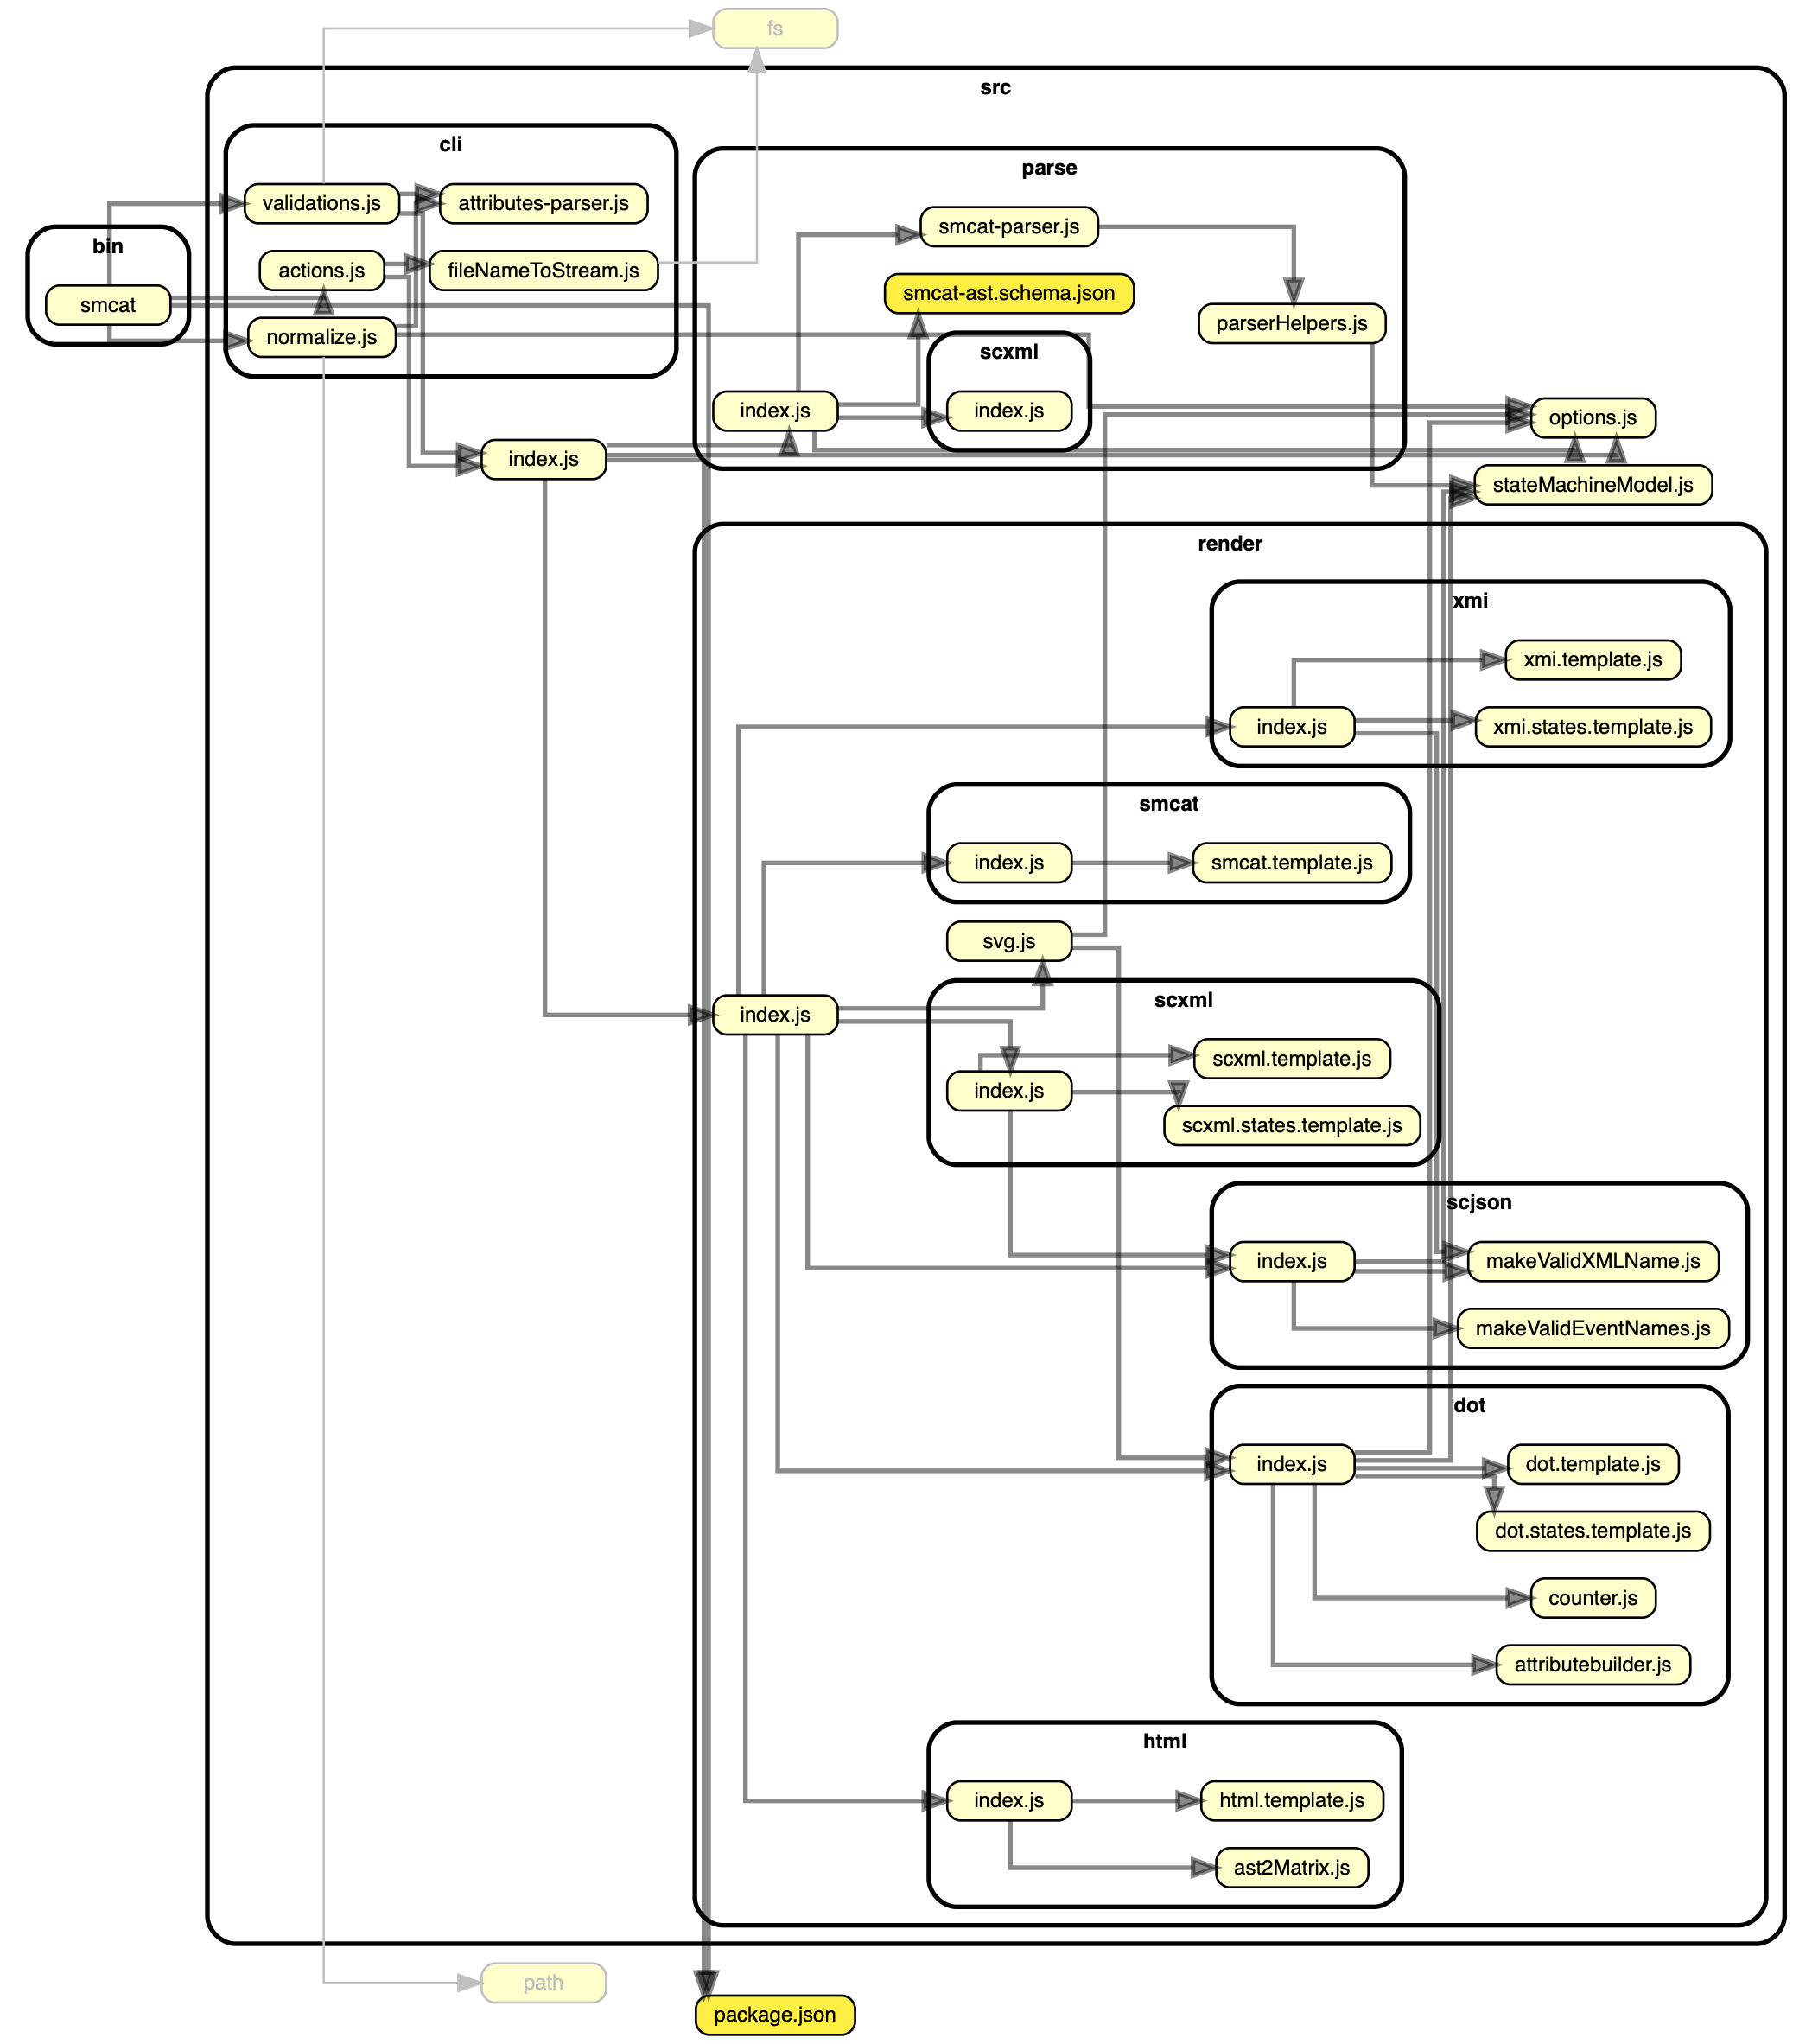 fs
src
cli
validations.js
attributes-parser.js
actions.js
fileNameToStream.js
normalize.js
bin
smcat
index.js
parse
smcat-parser.js
smcat-ast.schema.json
parserHelpers.js
scxml
index.js
index.js
options.js
stateMachineModel.js
render
xmi
xmi.template.js
index.js
xmi.states.template.js
smcat
index.js
smcat.template.js
svg.js
index.js
scxml
scxml.template.js
index.js
scxml.states.template.js
scjson
index.js
makeValidXMLName.js
makeValidEventNames.js
dot
index.js
dot.template.js
dot.states.template.js
counter.js
attributebuilder.js
html
index.js
html.template.js
ast2Matrix.js
path
package.json